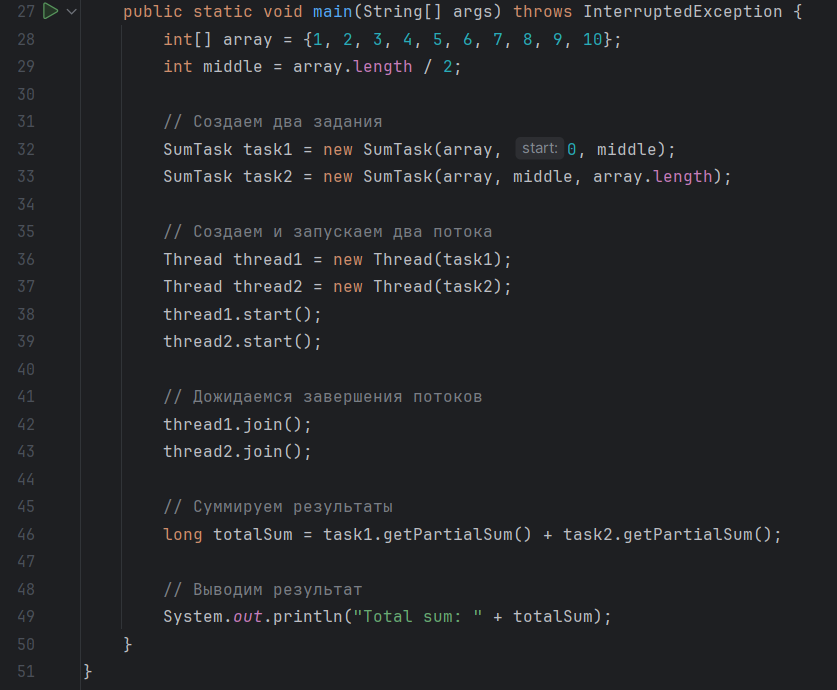 27 public static void main(String[] args) throws InterruptedException {
28 int[] array = {1, 2, 3, 4, 5, 6, 7, 8, 9, 10};
29 int middle = array.length / 2;
30
31 // Создаем два задания
32 SumTask task1 = new SumTask(array, start: 0, middle);
33 SumTask task2 = new SumTask(array, middle, array.length);
34
35 // Создаем и запускаем два потока
36 Thread thread1 = new Thread(task1);
37 Thread thread2 = new Thread(task2);
38 thread1.start();
39 thread2.start();
40
41 // Дожидаемся завершения потоков
42 thread1.join();
43 thread2.join();
44
45 // Суммируем результаты
46 long totalSum = task1.getPartialSum() + task2.getPartialSum();
47
48 // Выводим результат
49 System.out.println("Total sum: " + totalSum);
50 }
51 }